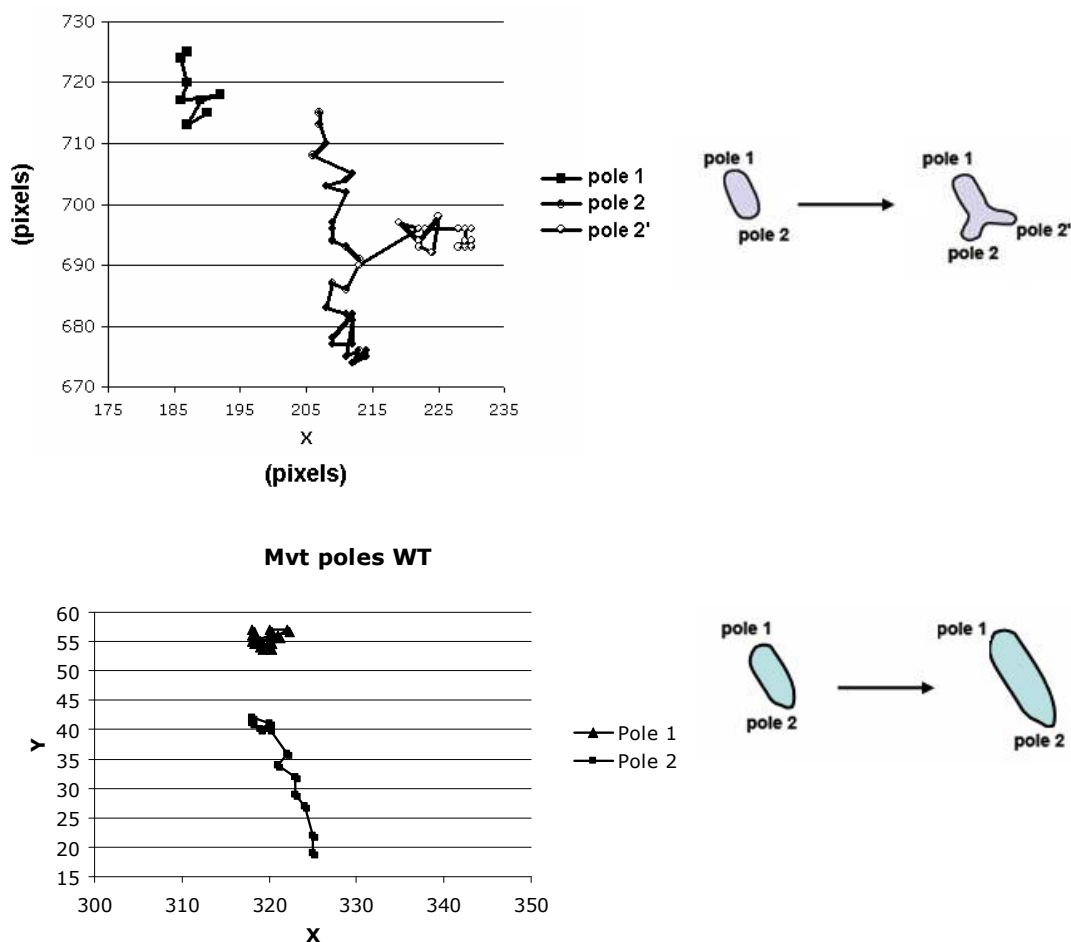 730
720
710
700
690
680
670
(pixels)
175 185 195 205 215 225 235
X
(pixels)
pole 1
pole 2
pole 2'
pole 1
pole 2
pole 1
pole 2'
pole 2
Mvt poles WT
60
55
50
45
40
35
30
25
20
15
Y
300 310 320 330 340 350
X
Pole 1
Pole 2
pole 1
pole 2
pole 1
pole 2